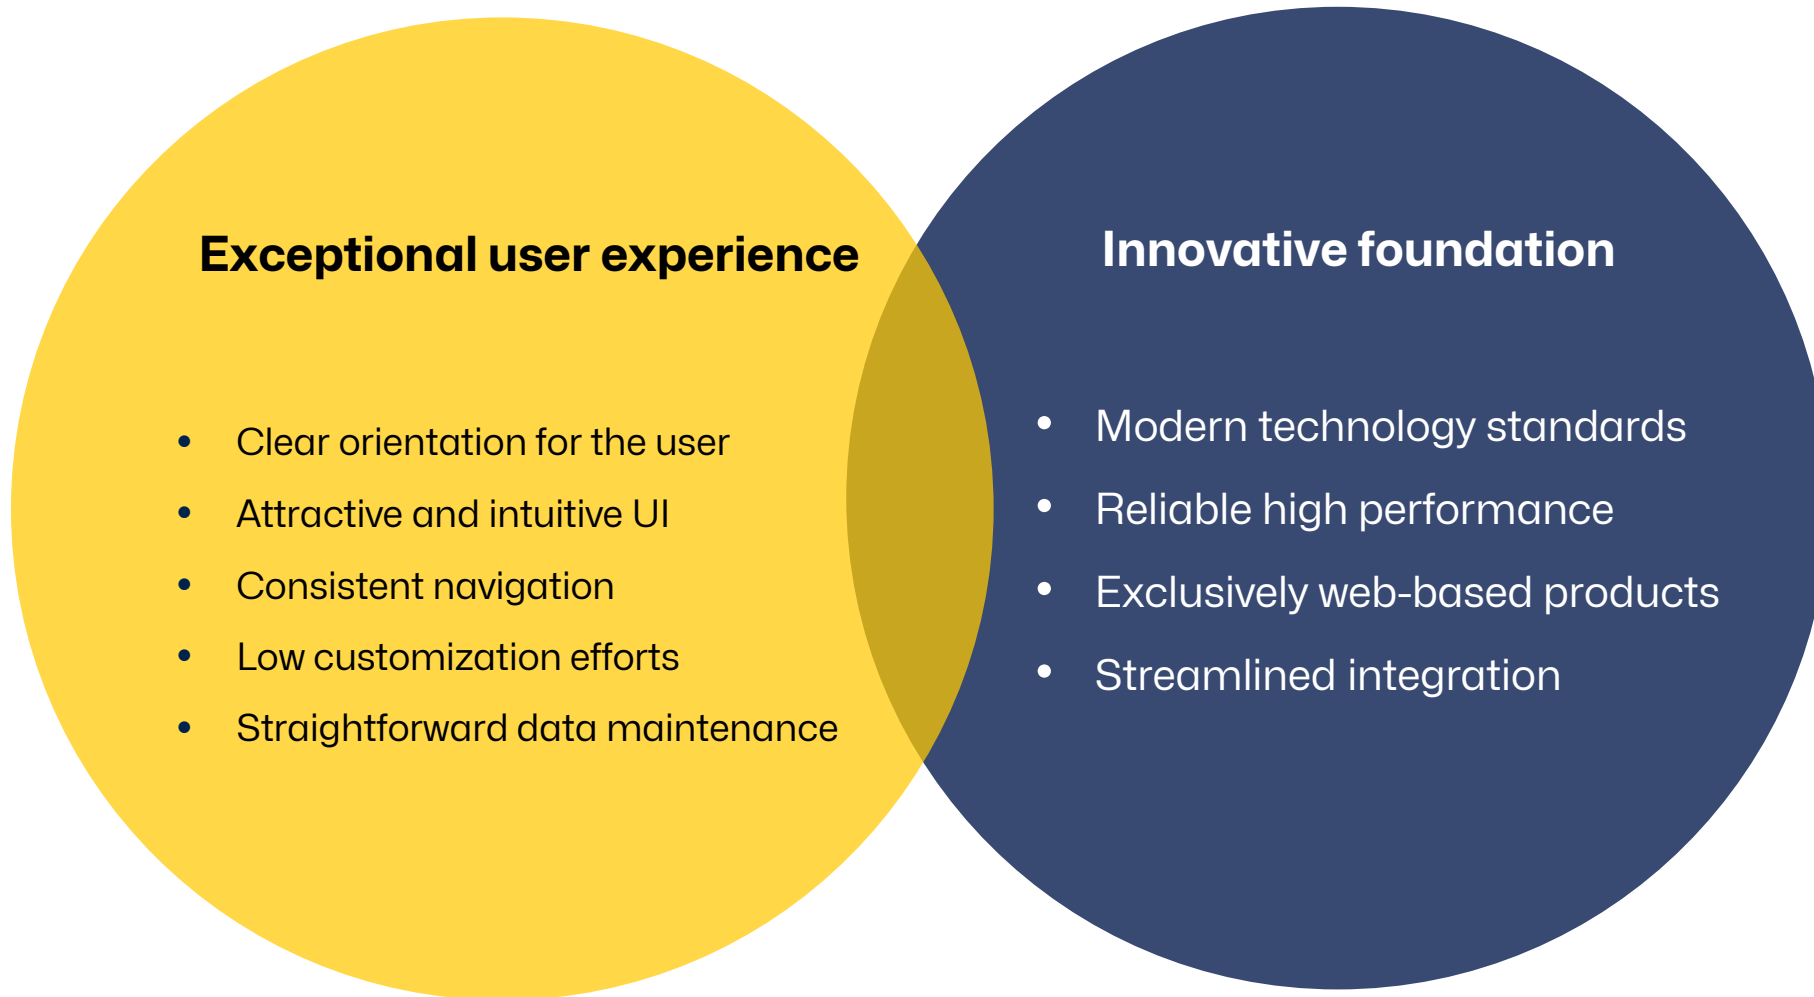 Exceptional user experience
• Clear orientation for the user
• Attractive and intuitive UI
• Consistent navigation
• Low customization efforts
• Straightforward data maintenance
Innovative foundation
• Modern technology standards
• Reliable high performance
• Exclusively web-based products
• Streamlined integration